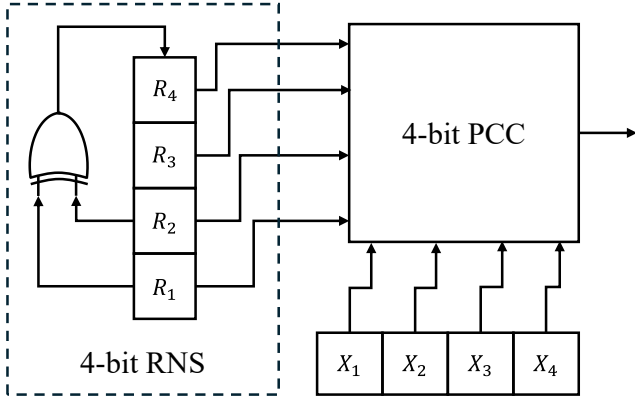 R₄
R₃
R₂
R₁
4-bit RNS
4-bit PCC
X₁ X₂ X₃ X₄